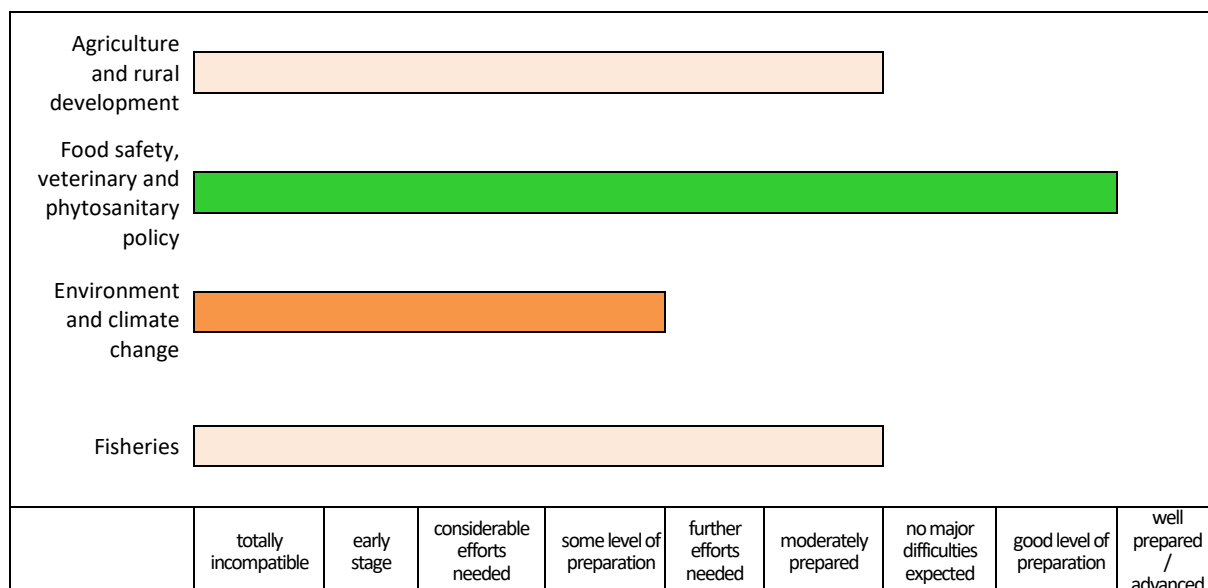 Agriculture
and rural
development
Food safety,
veterinary and
phytosanitary
policy
Environment
and climate
change
Fisheries
totally
incompatible
early
stage
considerable
efforts
needed
some level of
preparation
further
efforts
needed
moderately
prepared
no major
difficulties
expected
good level of
preparation
well
prepared
/
advanced